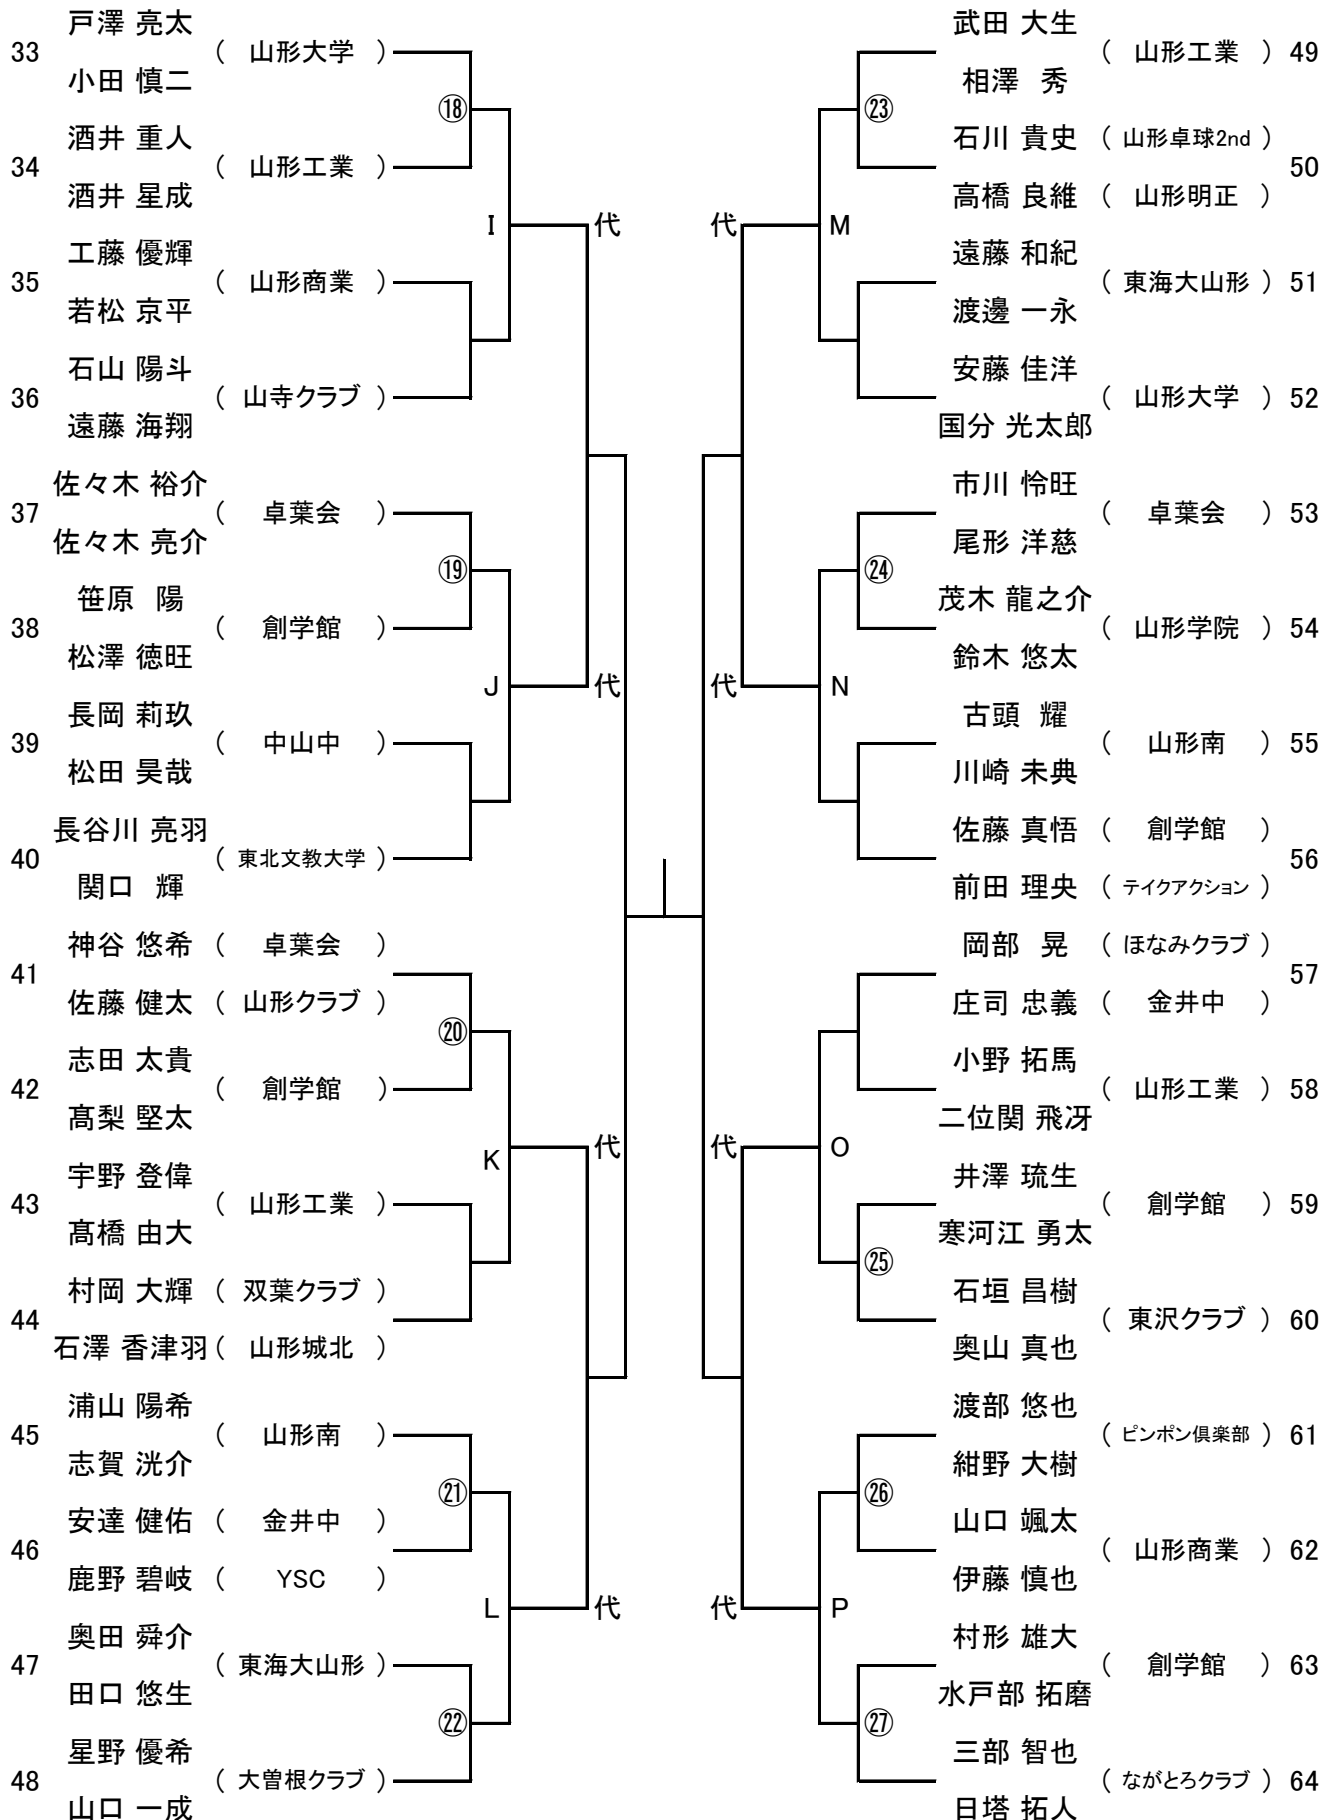 戸澤 亮太
33 ( 山形大学 )
小田 慎二
⑱
酒井 重人
34 ( 山形工業 )
酒井 星成
I 代
工藤 優輝
35 ( 山形商業 )
若松 京平
石山 陽斗
36 ( 山寺クラブ )
遠藤 海翔
佐々木 裕介
37 ( 卓葉会 )
佐々木 亮介
⑲
笹原 陽
38 ( 創学館 )
松澤 徳旺
J 代
長岡 莉玖
39 ( 中山中 )
松田 昊哉
長谷川 亮羽
40 ( 東北文教大学 )
関口 輝
神谷 悠希 ( 卓葉会 )
41
佐藤 健太 ( 山形クラブ )
⑳
志田 太貴
42 ( 創学館 )
髙梨 堅太
K 代
宇野 登偉
43 ( 山形工業 )
髙橋 由大
村岡 大輝 ( 双葉クラブ )
44
石澤 香津羽 ( 山形城北 )
浦山 陽希
45 ( 山形南 )
志賀 洸介
㉑
安達 健佑 ( 金井中 )
46
鹿野 碧岐 ( YSC )
L 代
奥田 舜介
47 ( 東海大山形 )
田口 悠生
㉒
星野 優希
48 ( 大曽根クラブ )
山口 一成
武田 大生
( 山形工業 ) 49
相澤 秀
㉓
石川 貴史 ( 山形卓球2nd )
50
高橋 良維 ( 山形明正 )
代 M
遠藤 和紀
( 東海大山形 ) 51
渡邊 一永
安藤 佳洋
( 山形大学 ) 52
国分 光太郎
市川 怜旺
( 卓葉会 ) 53
尾形 洋慈
㉔
茂木 龍之介
( 山形学院 ) 54
鈴木 悠太
代 N
古頭 耀
( 山形南 ) 55
川崎 未典
佐藤 真悟 ( 創学館 )
56
前田 理央 ( テイクアクション )
岡部 晃 ( ほなみクラブ )
57
庄司 忠義 ( 金井中 )
小野 拓馬
( 山形工業 ) 58
二位関 飛冴
代 O
井澤 琉生
( 創学館 ) 59
寒河江 勇太
㉕
石垣 昌樹
( 東沢クラブ ) 60
奥山 真也
渡部 悠也
( ピンポン倶楽部 ) 61
紺野 大樹
㉖
山口 颯太
( 山形商業 ) 62
伊藤 慎也
代 P
村形 雄大
( 創学館 ) 63
水戸部 拓磨
㉗
三部 智也
( ながとろクラブ ) 64
日塔 拓人